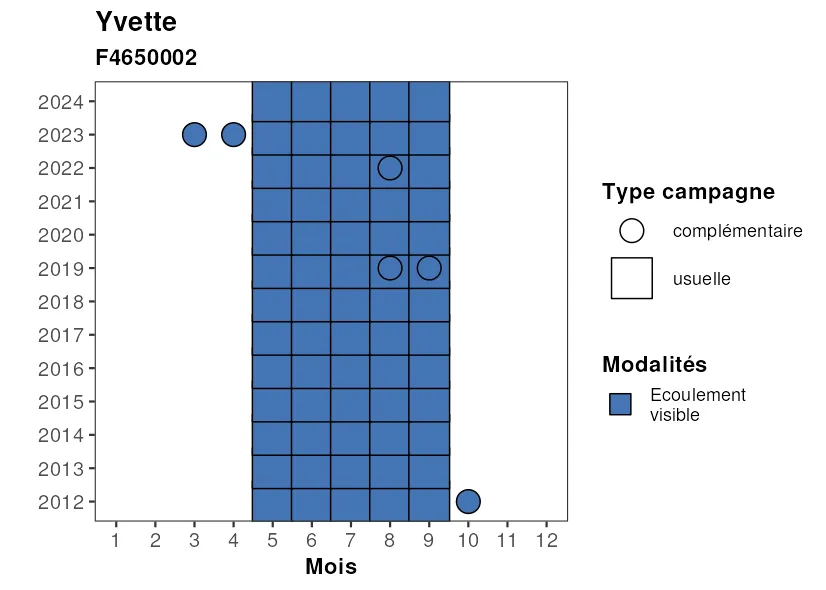 Yvette
F4650002
2024
2023
2022
2021
2020
2019
2018
2017
2016
2015
2014
2013
2012
1 2 3 4 5 6 7 8 9 10 11 12
Mois
Type campagne
complémentaire
usuelle
Modalités
Ecoulement
visible